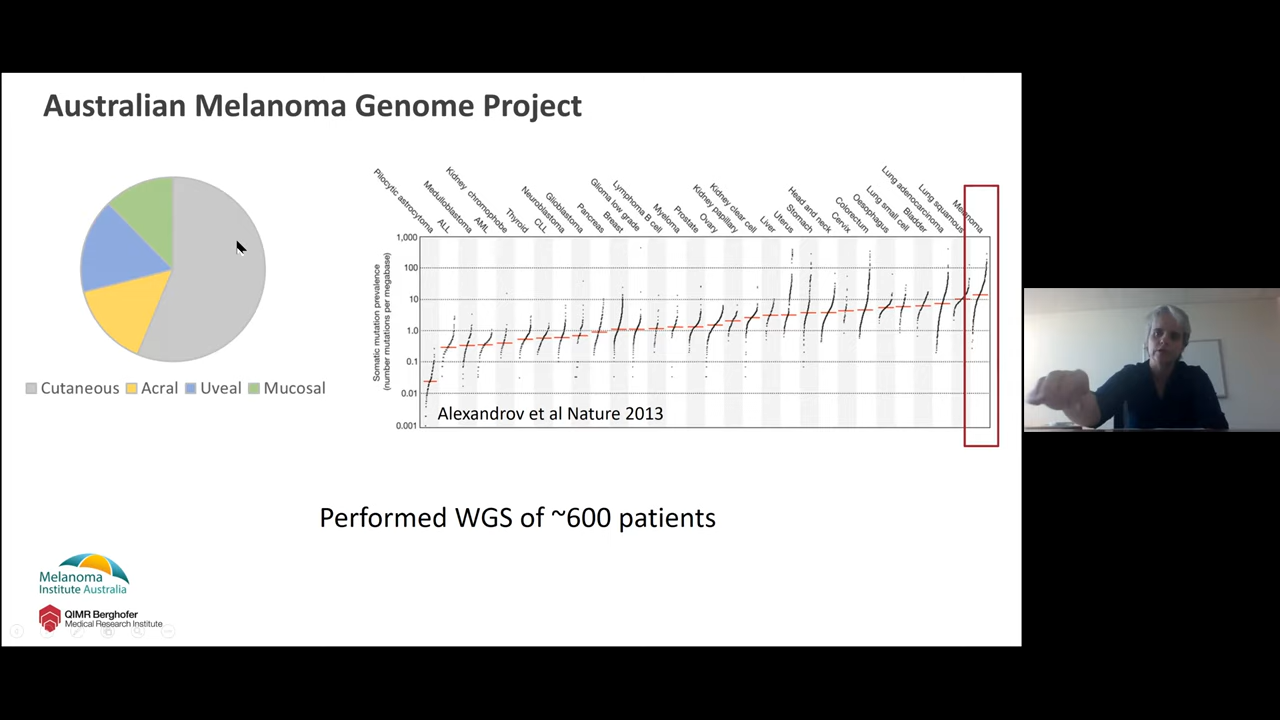 Australian Melanoma Genome Project
Cutaneous Acral Uveal Mucosal
Pilocytic astrocytoma
ALL
Medulloblastoma
AML
Kidney chromophobe
Thyroid
CLL
Neuroblastoma
Glioblastoma
Pancreas
Breast
Glioma low grade
Lymphoma B cell
Myeloma
Prostate
Ovary
Kidney papillary
Kidney clear cell
Liver
Uterus
Stomach
Head and neck
Cervix
Colorectum
Oesophagus
Lung small cell
Bladder
Lung adenocarcinoma
Lung squamous
Melanoma
Somatic mutation prevalence
(number mutations per megabase)
1,000
100
10
1.0
0.1
0.01
0.001
Alexandrov et al Nature 2013
Performed WGS of ~600 patients
Melanoma
Institute Australia
QIMR Berghofer
Medical Research Institute